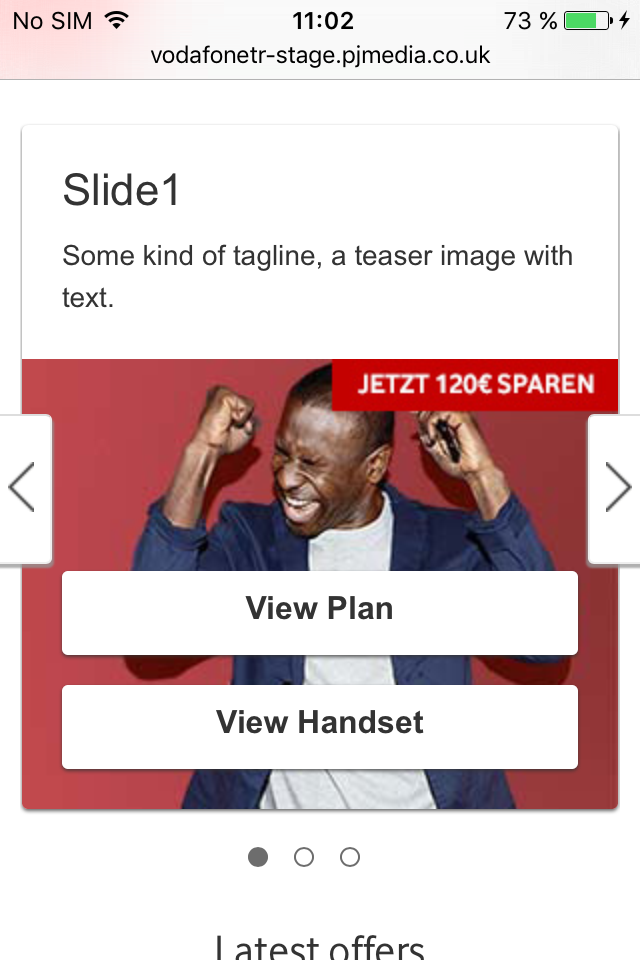 No SIM 11:02 73 %
vodafonetr-stage.pjmedia.co.uk
Slide1
Some kind of tagline, a teaser image with
text.
JETZT 120€ SPAREN
View Plan
View Handset
Latest offers